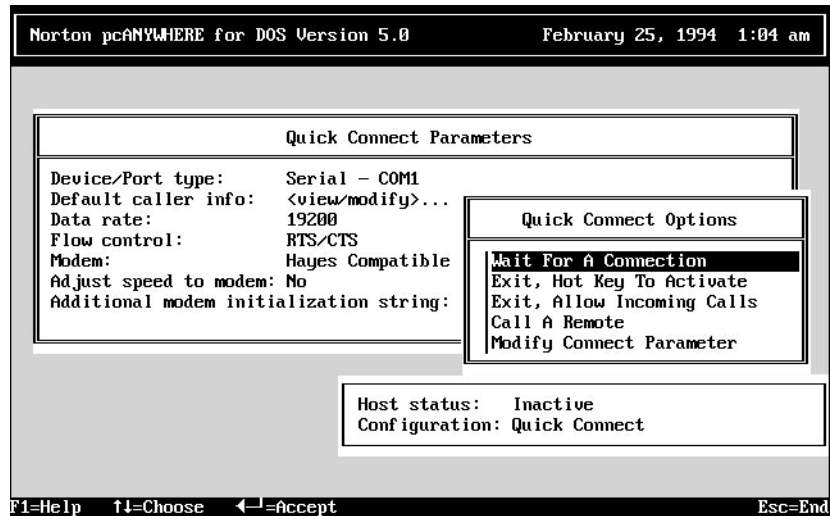 Norton pcANYWHERE for DOS Version 5.0 February 25, 1994 1:04 am
Quick Connect Parameters
Device/Port type: Serial – COM1
Default caller info: <view/modify>...
Data rate: 19200
Flow control: RTS/CTS
Modem: Hayes Compatible
Adjust speed to modem: No
Additional modem initialization string:
Quick Connect Options
Wait For A Connection
Exit, Hot Key To Activate
Exit, Allow Incoming Calls
Call A Remote
Modify Connect Parameter
Host status: Inactive
Configuration: Quick Connect
F1=Help ↑↓=Choose ◄─┘=Accept Esc=End